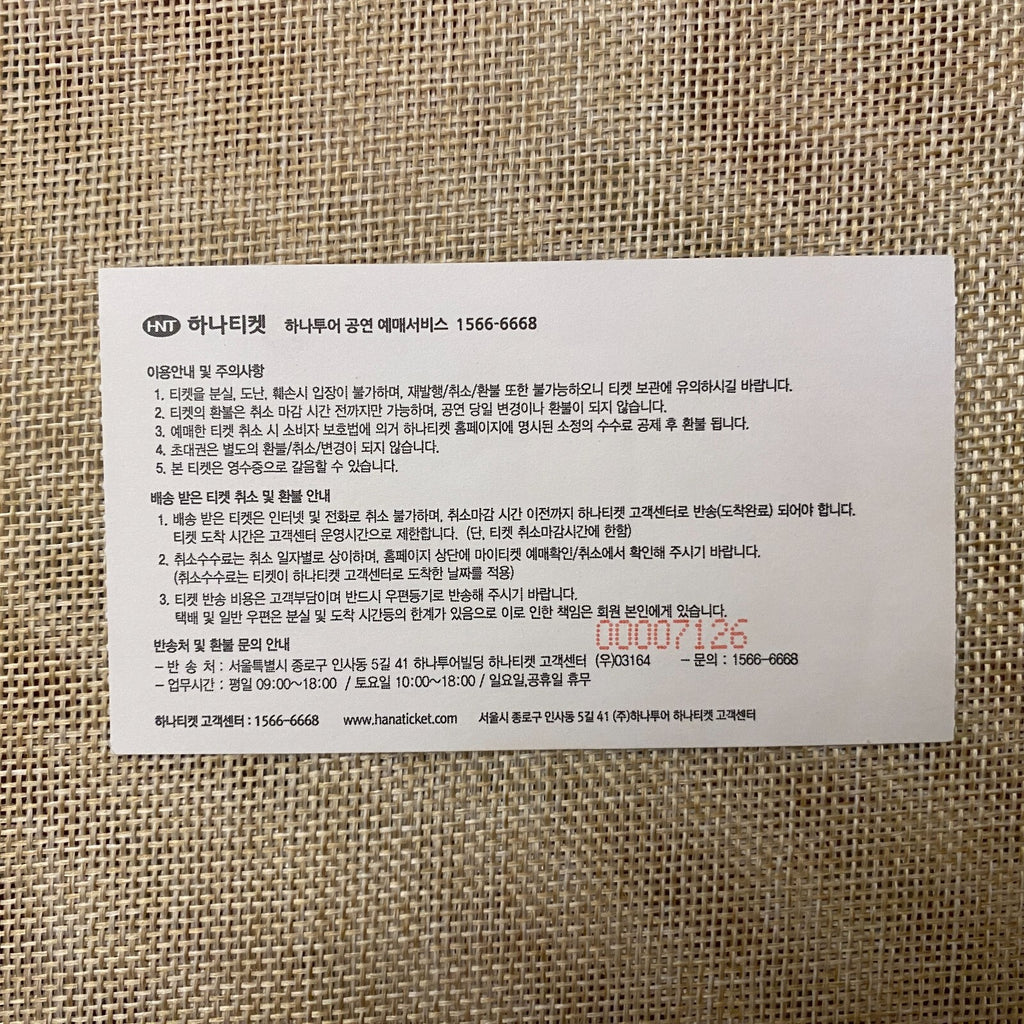 HNT 하나티켓 하나투어 공연 예매서비스 1566-6668
이용안내 및 주의사항
1. 티켓을 분실, 도난, 훼손시 입장이 불가하며, 재발행/취소/환불 또한 불가능하오니 티켓 보관에 유의하시길 바랍니다.
2. 티켓의 환불은 취소 마감 시간 전까지만 가능하며, 공연 당일 변경이나 환불이 되지 않습니다.
3. 예매한 티켓 취소 시 소비자 보호법에 의거 하나티켓 홈페이지에 명시된 소정의 수수료 공제 후 환불 됩니다.
4. 초대권은 별도의 환불/취소/변경이 되지 않습니다.
5. 본 티켓은 영수증으로 갈음할 수 있습니다.
배송 받은 티켓 취소 및 환불 안내
1. 배송 받은 티켓은 인터넷 및 전화로 취소 불가하며, 취소마감 시간 이전까지 하나티켓 고객센터로 반송(도착완료) 되어야 합니다.
티켓 도착 시간은 고객센터 운영시간으로 제한합니다. (단, 티켓 취소마감시간에 한함)
2. 취소수수료는 취소 일자별로 상이하며, 홈페이지 상단에 마이티켓 예매확인/취소에서 확인해 주시기 바랍니다.
(취소수수료는 티켓이 하나티켓 고객센터로 도착한 날짜를 적용)
3. 티켓 반송 비용은 고객부담이며 반드시 우편등기로 반송해 주시기 바랍니다.
택배 및 일반 우편은 분실 및 도착 시간등의 한계가 있음으로 이로 인한 책임은 회원 본인에게 있습니다.
00007126
반송처 및 환불 문의 안내
- 반 송 처 : 서울특별시 종로구 인사동 5길 41 하나투어빌딩 하나티켓 고객센터 (우)03164 - 문의 : 1566-6668
- 업무시간 : 평일 09:00~18:00 / 토요일 10:00~18:00 / 일요일,공휴일 휴무
하나티켓 고객센터 : 1566-6668 www.hanaticket.com 서울시 종로구 인사동 5길 41 (주)하나투어 하나티켓 고객센터